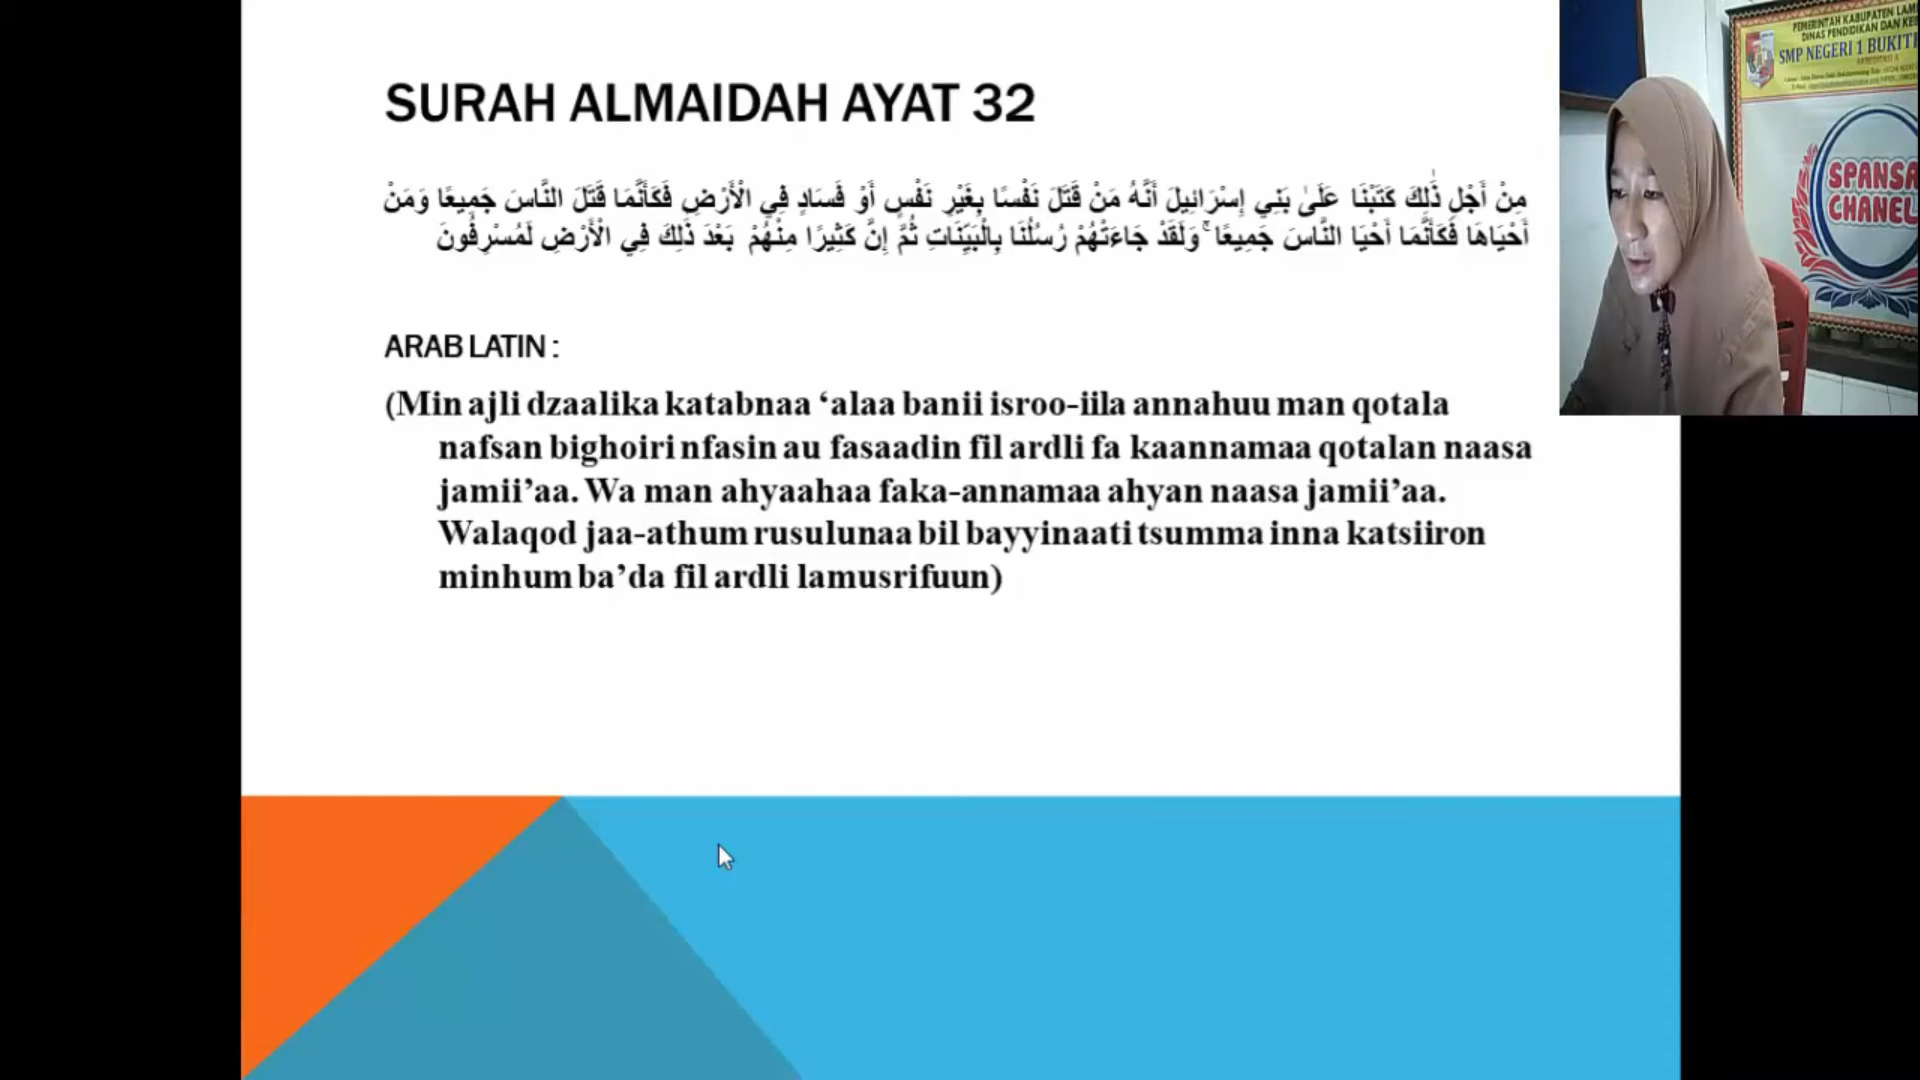 SURAH ALMAIDAH AYAT 32
مِنْ أَجْلِ ذَٰلِكَ كَتَبْنَا عَلَىٰ بَنِي إِسْرَائِيلَ أَنَّهُ مَنْ قَتَلَ نَفْسًا بِغَيْرِ نَفْسٍ أَوْ فَسَادٍ فِي الْأَرْضِ فَكَأَنَّمَا قَتَلَ النَّاسَ جَمِيعًا وَمَنْ
أَحْيَاهَا فَكَأَنَّمَا أَحْيَا النَّاسَ جَمِيعًا ۚ وَلَقَدْ جَاءَتْهُمْ رُسُلُنَا بِالْبَيِّنَاتِ ثُمَّ إِنَّ كَثِيرًا مِنْهُمْ بَعْدَ ذَلِكَ فِي الْأَرْضِ لَمُسْرِفُونَ
ARAB LATIN :
(Min ajli dzaalika katabnaa ‘alaa banii isroo-iila annahuu man qotala
nafsan bighoiri nfasin au fasaadin fil ardli fa kaannamaa qotalan naasa
jamii’aa. Wa man ahyaahaa faka-annamaa ahyan naasa jamii’aa.
Walaqod jaa-athum rusulunaa bil bayyinaati tsumma inna katsiiron
minhum ba’da fil ardli lamusrifuun)
PEMERINTAH KABUPATEN
DINAS PENDIDIKAN DAN
SMP NEGERI 1
SPANSA
CHANEL